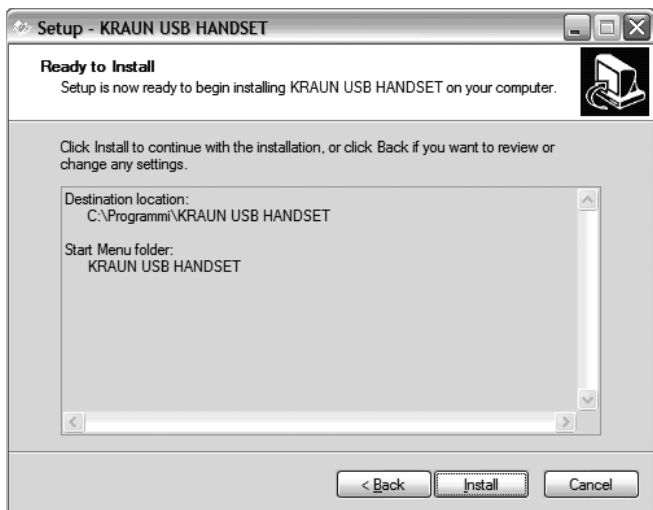 Setup - KRAUN USB HANDSET
Ready to Install
Setup is now ready to begin installing KRAUN USB HANDSET on your computer.
Click Install to continue with the installation, or click Back if you want to review or
change any settings.
Destination location:
C:\Programmi\KRAUN USB HANDSET
Start Menu folder:
KRAUN USB HANDSET
< Back
Install
Cancel